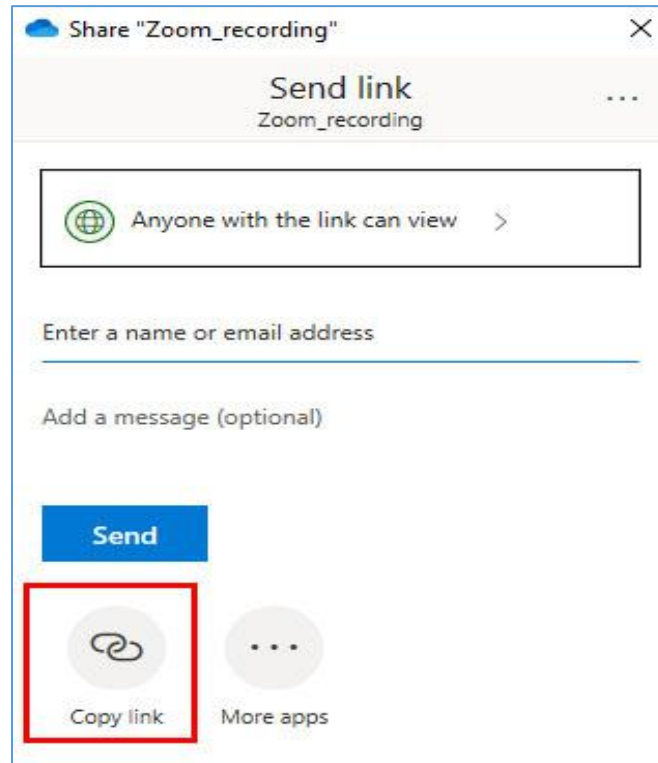 Share "Zoom_recording"
Send link
Zoom_recording
Anyone with the link can view
Enter a name or email address
Add a message (optional)
Send
Copy link
More apps